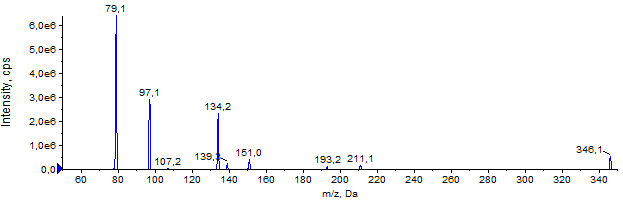 79,1
6,0e6
5,0e6
4,0e6
3,0e6
2,0e6
1,0e6
0,0
Intensity, cps
97,1
107,2
134,2
139,3
151,0
193,2
211,1
346,1
60 80 100 120 140 160 180 200 220 240 260 280 300 320 340
m/z, Da